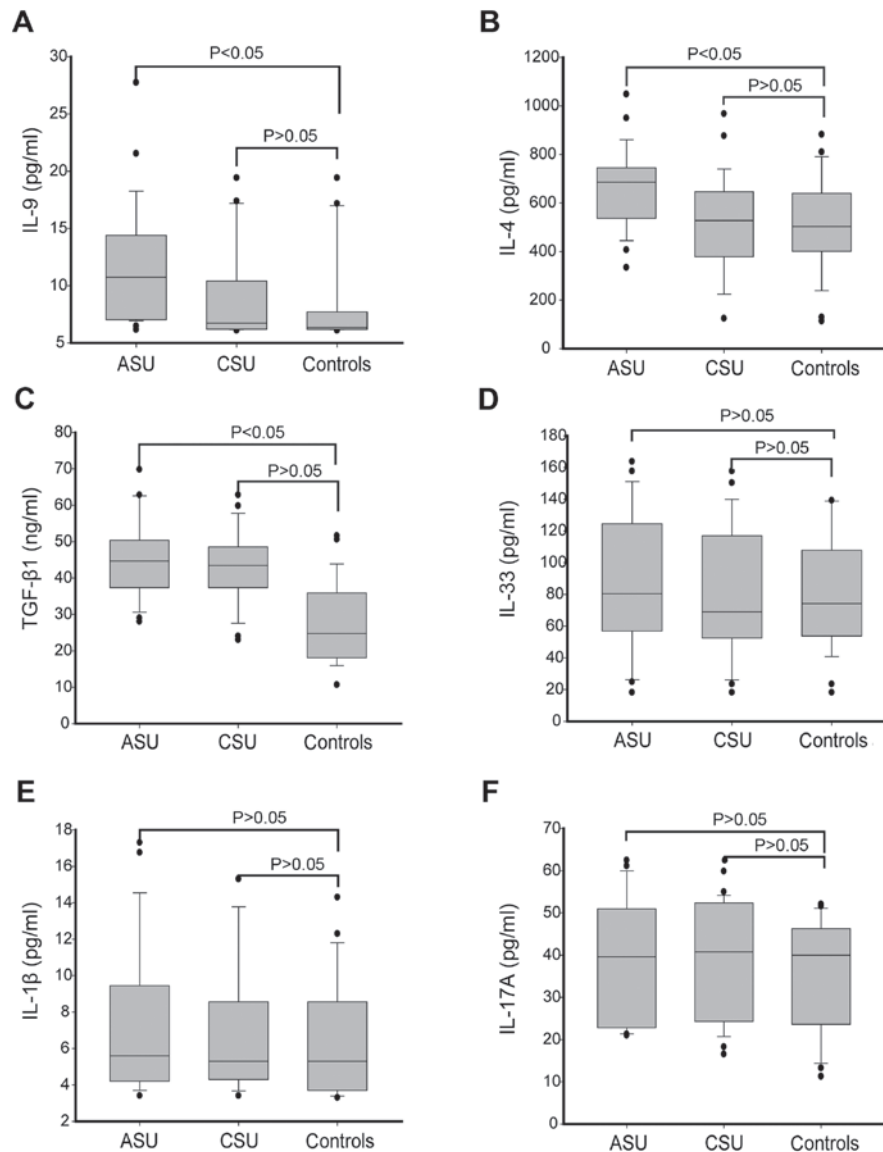 A
IL-9 (pg/ml)
30
25
20
15
10
5
P<0.05
P>0.05
ASU CSU Controls
B
IL-4 (pg/ml)
1200
1000
800
600
400
200
0
P<0.05
P>0.05
ASU CSU Controls
C
TGF-β1 (ng/ml)
80
70
60
50
40
30
20
10
0
P<0.05
P>0.05
ASU CSU Controls
D
IL-33 (pg/ml)
180
160
140
120
100
80
60
40
20
0
P>0.05
P>0.05
ASU CSU Controls
E
IL-1β (pg/ml)
18
16
14
12
10
8
6
4
2
P>0.05
P>0.05
ASU CSU Controls
F
IL-17A (pg/ml)
70
60
50
40
30
20
10
0
P>0.05
P>0.05
ASU CSU Controls